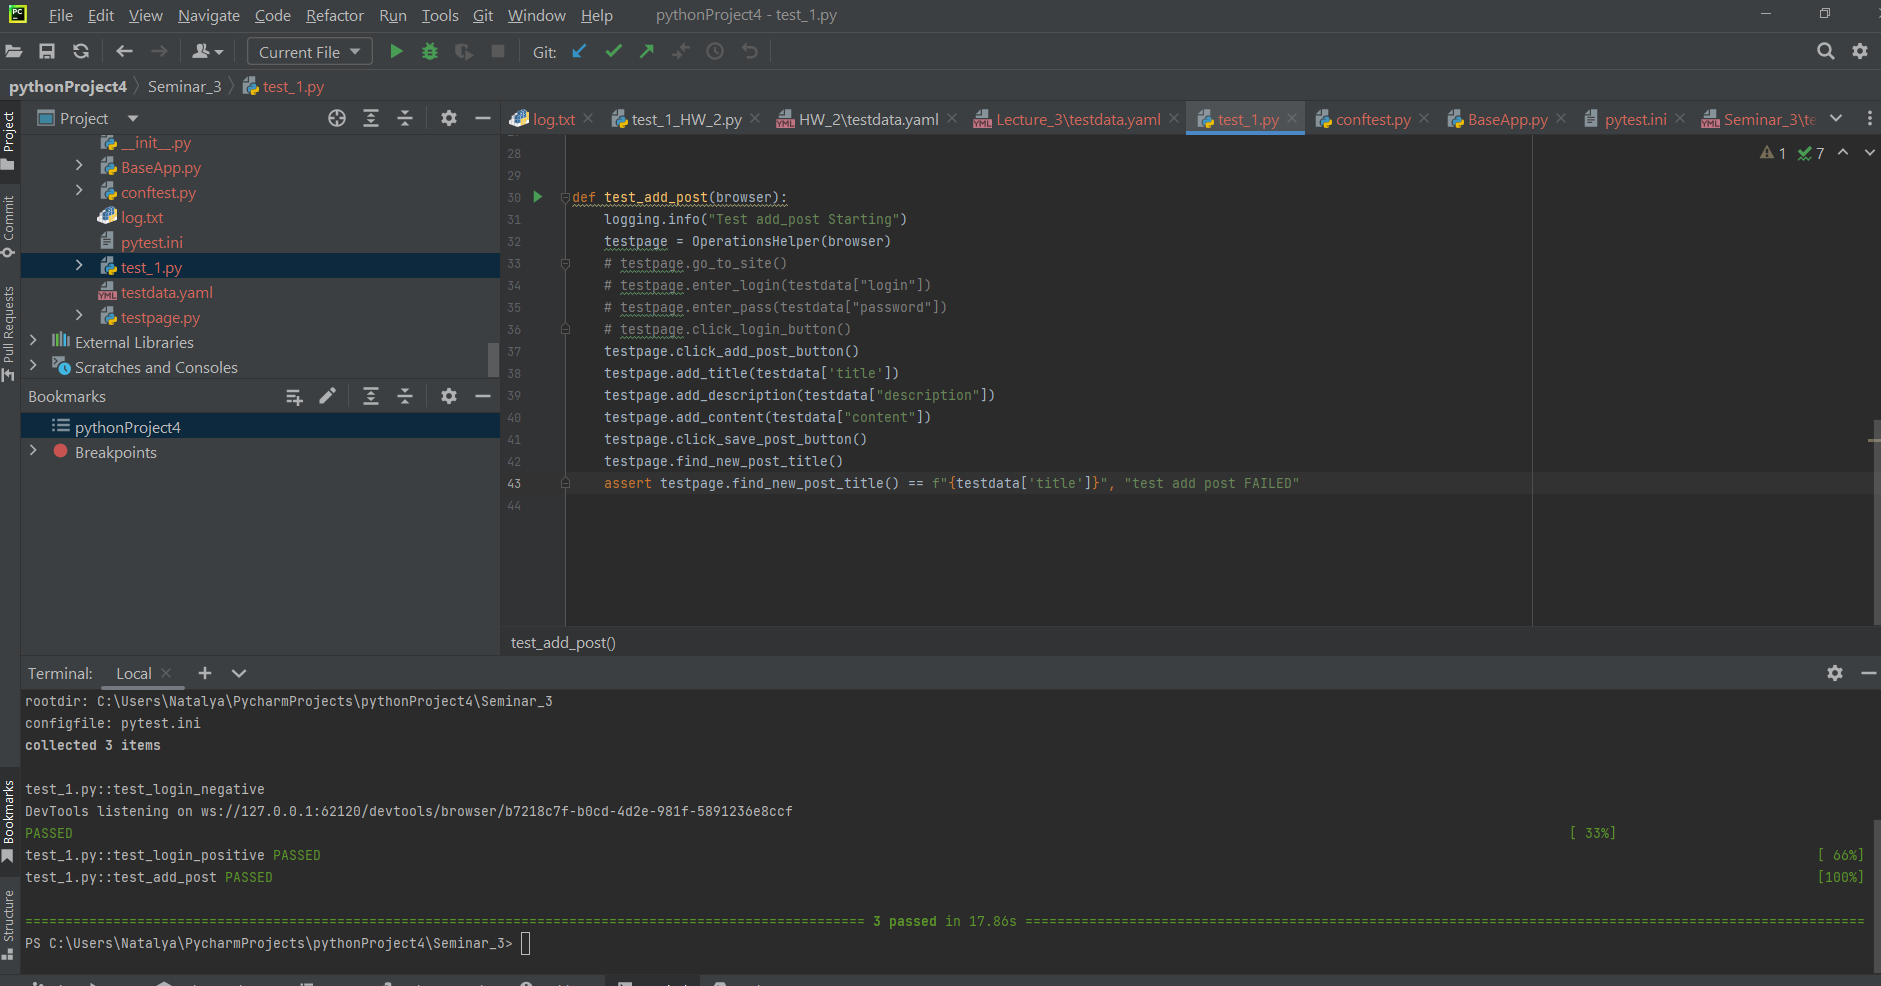 PC File Edit View Navigate Code Refactor Run Tools Git Window Help pythonProject4 - test_1.py
Current File Git:
pythonProject4 Seminar_3 test_1.py
Project
log.txt test_1_HW_2.py HW_2\testdata.yaml Lecture_3\testdata.yaml test_1.py conftest.py BaseApp.py pytest.ini Seminar_3\te
Project
Commit
Pull Requests
Bookmarks
Structure
__init__.py
BaseApp.py
conftest.py
log.txt
pytest.ini
test_1.py
testdata.yaml
testpage.py
External Libraries
Scratches and Consoles
Bookmarks
pythonProject4
Breakpoints
1 7
28
29
30 def test_add_post(browser):
31 logging.info("Test add_post Starting")
32 testpage = OperationsHelper(browser)
33 # testpage.go_to_site()
34 # testpage.enter_login(testdata["login"])
35 # testpage.enter_pass(testdata["password"])
36 # testpage.click_login_button()
37 testpage.click_add_post_button()
38 testpage.add_title(testdata['title'])
39 testpage.add_description(testdata["description"])
40 testpage.add_content(testdata["content"])
41 testpage.click_save_post_button()
42 testpage.find_new_post_title()
43 assert testpage.find_new_post_title() == f"{testdata['title']}", "test add post FAILED"
44
test_add_post()
Terminal: Local
rootdir: C:\Users\Natalya\PycharmProjects\pythonProject4\Seminar_3
configfile: pytest.ini
collected 3 items
test_1.py::test_login_negative
DevTools listening on ws://127.0.0.1:62120/devtools/browser/b7218c7f-b0cd-4d2e-981f-5891236e8ccf
PASSED [ 33%]
test_1.py::test_login_positive PASSED [ 66%]
test_1.py::test_add_post PASSED [100%]
3 passed in 17.86s
PS C:\Users\Natalya\PycharmProjects\pythonProject4\Seminar_3>